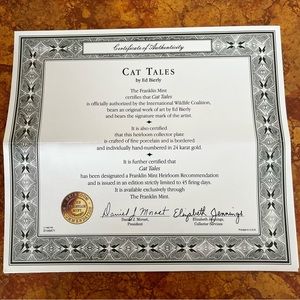 Certificate of Authenticity
CAT TALES
by Ed Bierly
The Franklin Mint
certifies that Cat Tales
is officially authorized by the International Wildlife Coalition,
bears an original work of art by Ed Bierly
and bears the signature mark of the artist.
It is also certified
that this heirloom collector plate
is crafted of fine porcelain and is bordered
and individually hand-numbered in 24 karat gold.
It is further certified that
Cat Tales
has been designated a Franklin Mint Heirloom Recommendation
and is issued in an edition strictly limited to 45 firing days.
It is available exclusively through
The Franklin Mint.
Daniel J. Monet Elizabeth Jennings
President Elizabeth Jennings,
Collector Services